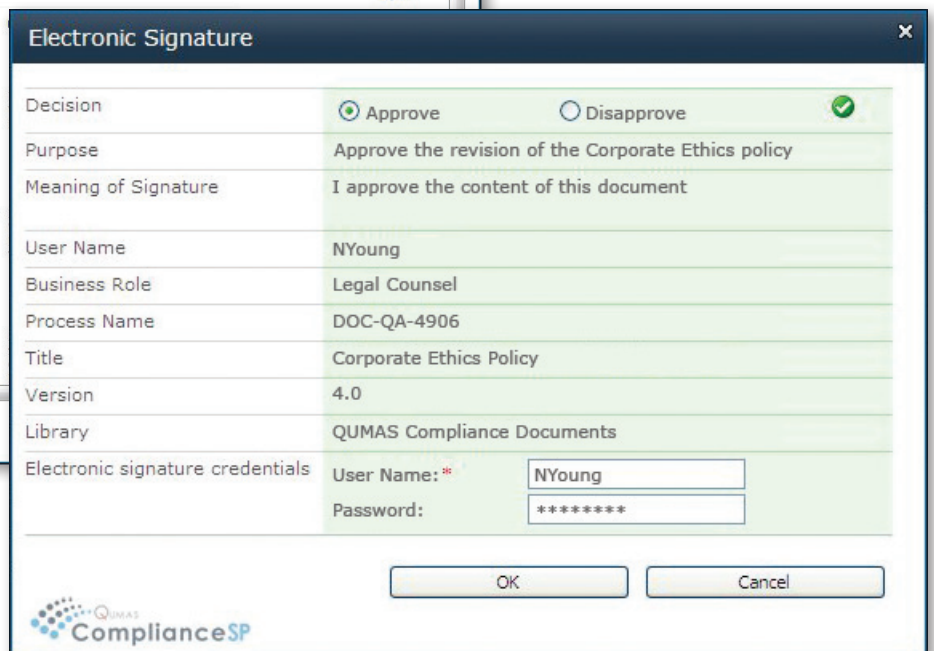 Electronic Signature
Decision Approve Disapprove
Purpose Approve the revision of the Corporate Ethics policy
Meaning of Signature I approve the content of this document
User Name NYoung
Business Role Legal Counsel
Process Name DOC-QA-4906
Title Corporate Ethics Policy
Version 4.0
Library QUMAS Compliance Documents
Electronic signature credentials User Name:* NYoung
Password: ********
OK Cancel
QUMAS
ComplianceSP